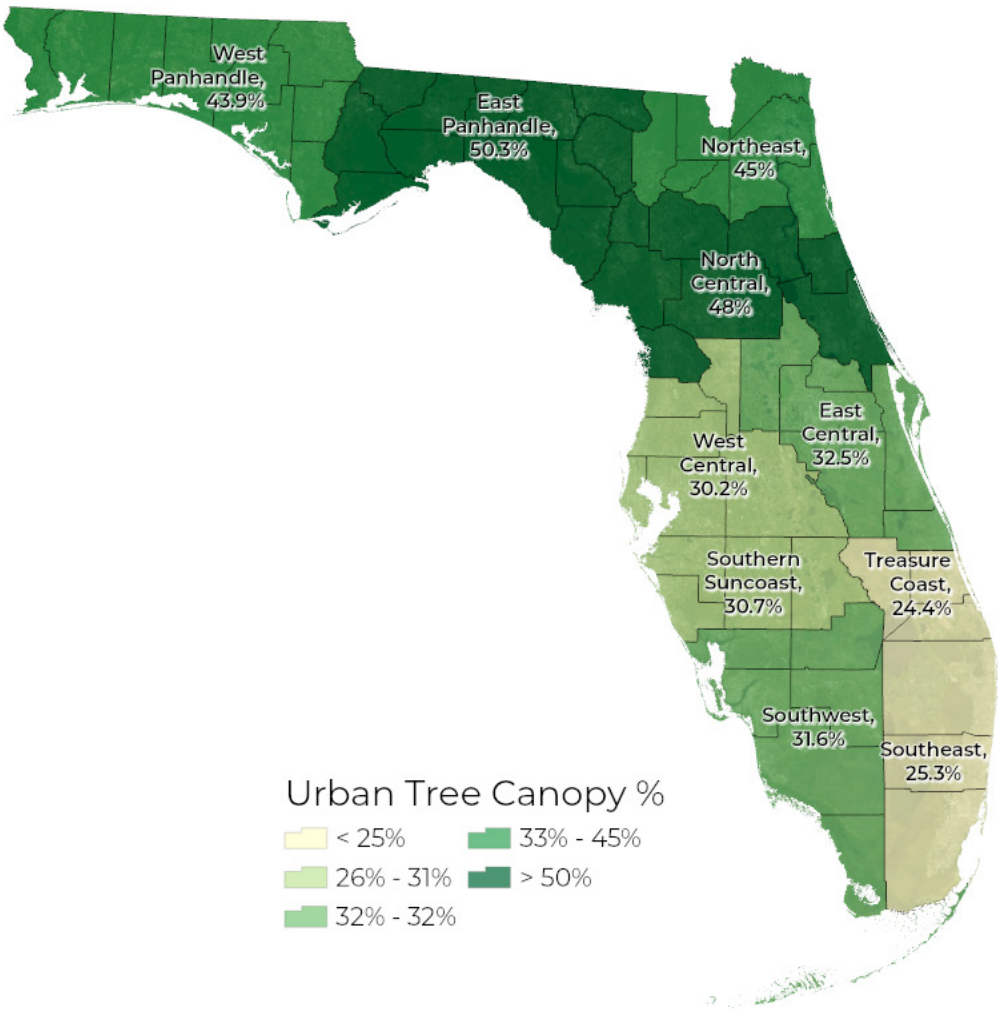 West
Panhandle,
43.9%
East
Panhandle,
50.3%
Northeast,
45%
North
Central,
48%
East
Central,
32.5%
West
Central,
30.2%
Southern
Suncoast,
30.7%
Treasure
Coast,
24.4%
Southwest,
31.6%
Southeast,
25.3%
Urban Tree Canopy %
< 25%
26% - 31%
32% - 32%
33% - 45%
> 50%